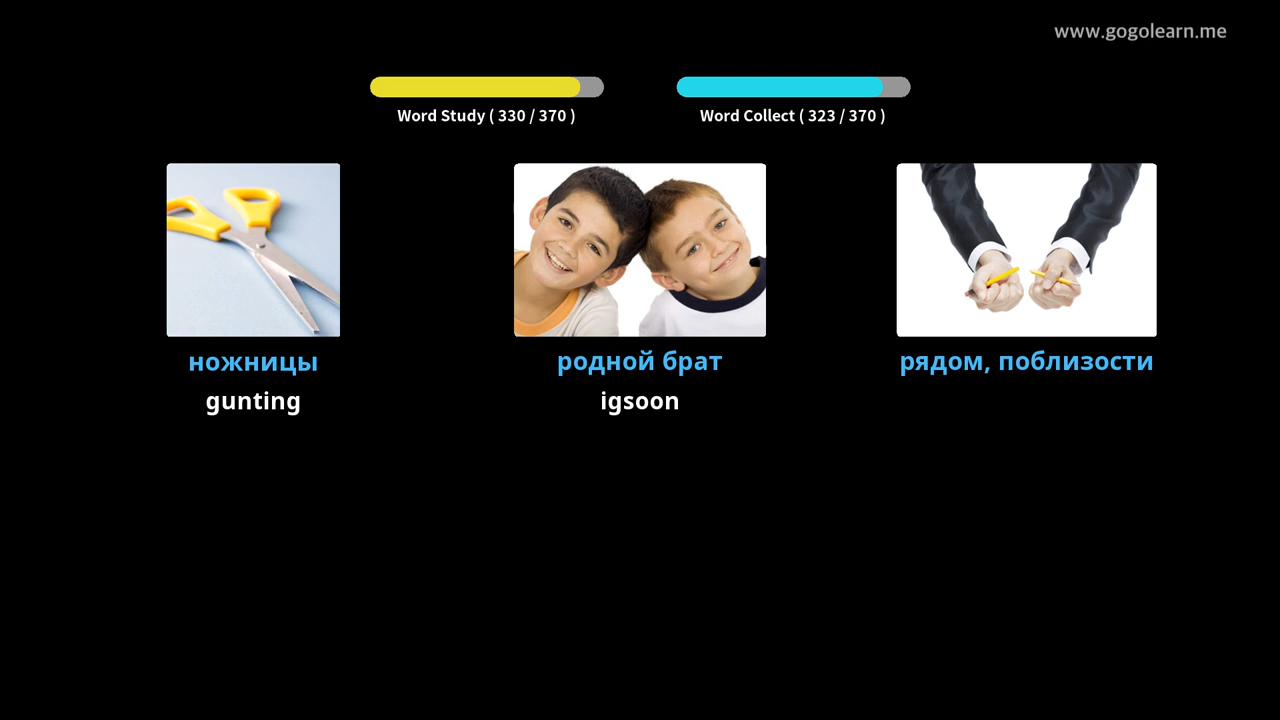 www.gogolearn.me
Word Study ( 330 / 370 )
Word Collect ( 323 / 370 )
ножницы
gunting
родной брат
igsoon
рядом, поблизости